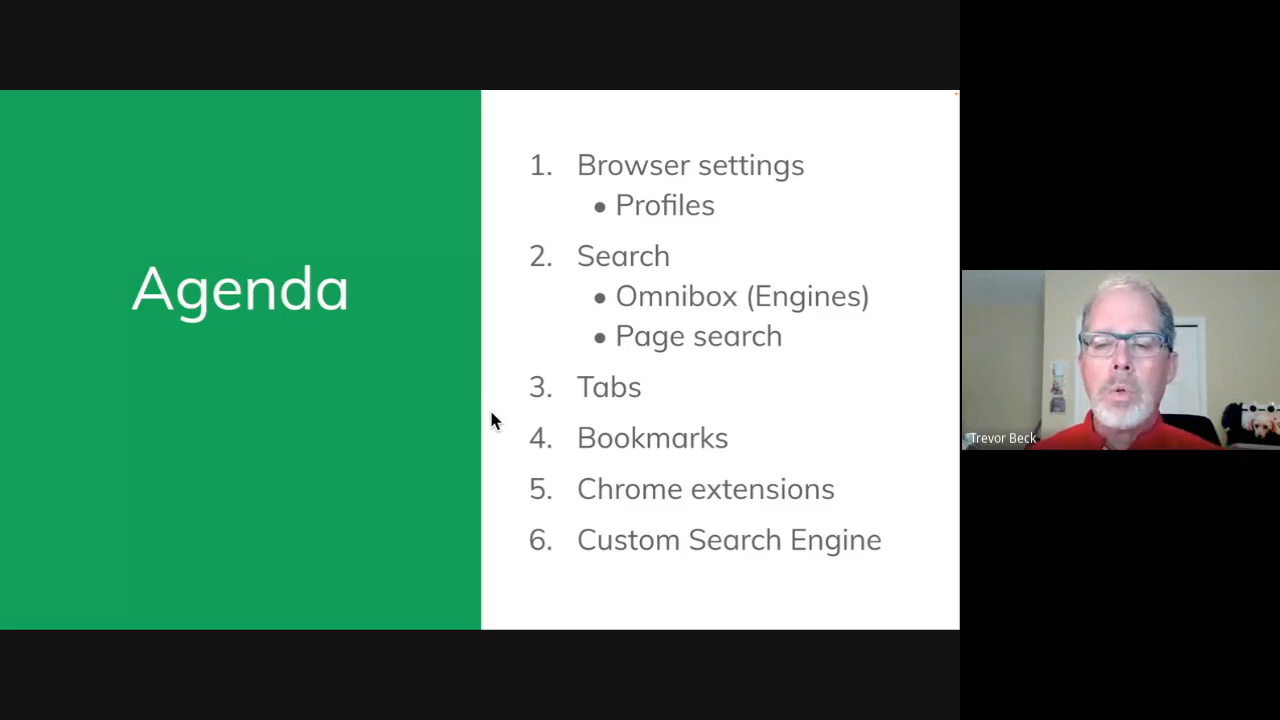 Agenda
1. Browser settings
• Profiles
2. Search
• Omnibox (Engines)
• Page search
3. Tabs
4. Bookmarks
5. Chrome extensions
6. Custom Search Engine
Trevor Beck